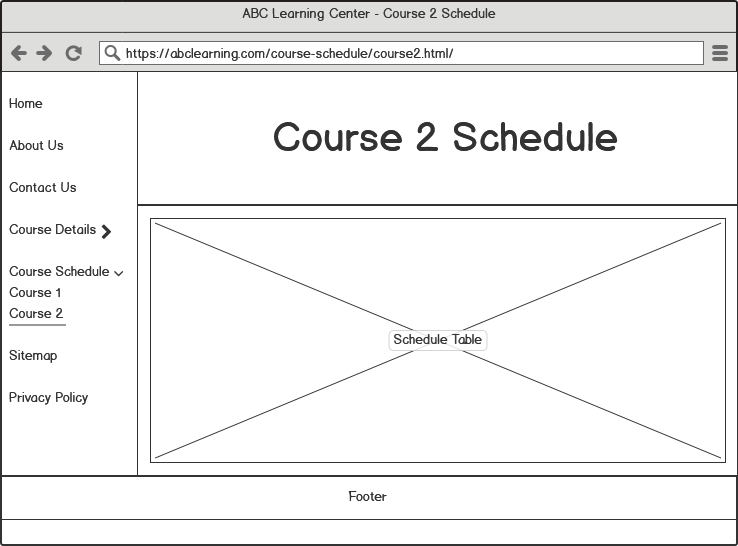 ABC Learning Center - Course 2 Schedule
https://abclearning.com/course-schedule/course2.html/
Home
About Us
Contact Us
Course Details
Course Schedule
Course 1
Course 2
Sitemap
Privacy Policy
Course 2 Schedule
Schedule Table
Footer